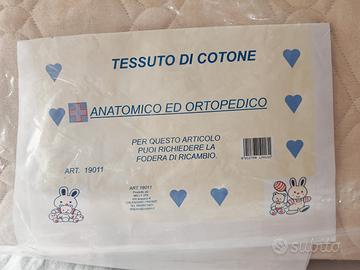 TESSUTO DI COTONE
ANATOMICO ED ORTOPEDICO
PER QUESTO ARTICOLO
PUOI RICHIEDERE LA
FODERA DI RICAMBIO.
ART. 19011
ART. 19011
subito